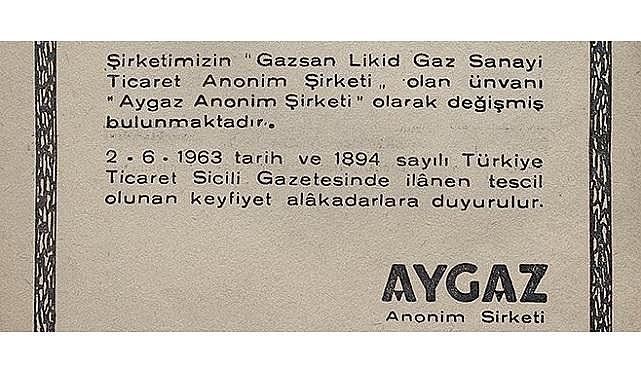 Şirketimizin "Gazsan Likid Gaz Sanayi
Ticaret Anonim Şirketi„ olan ünvanı
"Aygaz Anonim Şirketi" olarak değişmiş
bulunmaktadır.
2 - 6 - 1963 tarih ve 1894 sayılı Türkiye
Ticaret Sicili Gazetesinde ilânen tescil
olunan keyfiyet alâkadarlara duyurulur.
AYGAZ
Anonim Sirketi